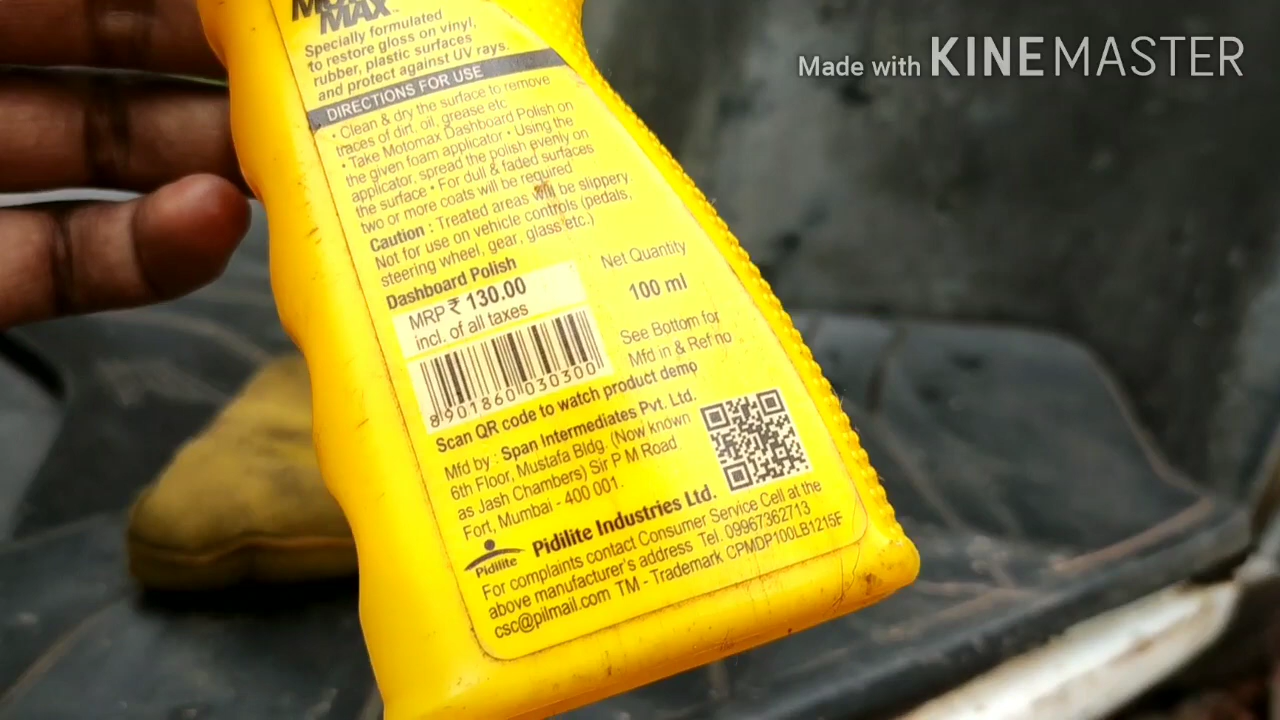 Made with KINEMASTER
MOTOMAX™
Specially formulated
to restore gloss on vinyl,
rubber, plastic surfaces
and protect against UV rays.
DIRECTIONS FOR USE
• Clean & dry the surface to remove
traces of dirt, oil, grease etc
• Take Motomax Dashboard Polish on
the given foam applicator • Using the
applicator, spread the polish evenly on
the surface • For dull & faded surfaces
two or more coats will be required
Caution : Treated areas will be slippery.
Not for use on vehicle controls (pedals,
steering wheel, gear, glass etc.)
Dashboard Polish
MRP ₹ 130.00
incl. of all taxes
Net Quantity
100 ml
8901860030300
See Bottom for
Mfd in & Ref no
Scan QR code to watch product demo
Mfd by : Span Intermediates Pvt. Ltd.
6th Floor, Mustafa Bldg. (Now known
as Jash Chambers) Sir P M Road,
Fort, Mumbai - 400 001.
Pidilite
Pidilite Industries Ltd.
For complaints contact Consumer Service Cell at the
above manufacturer's address Tel. 09967362713
csc@pilmail.com TM - Trademark CPMDP100LB1215F